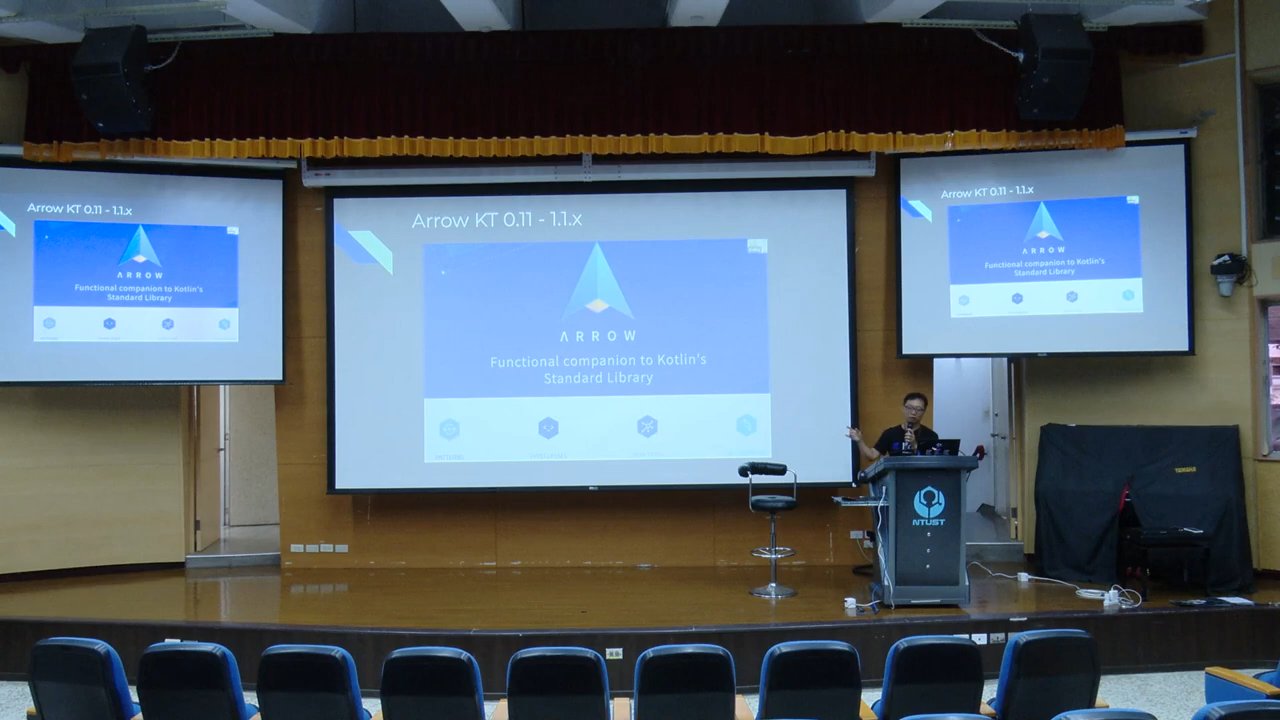 Arrow KT 0.11 - 1.1.x
ARROW
Functional companion to Kotlin's
Standard Library
Arrow KT 0.11 - 1.1.x
ARROW
Functional companion to Kotlin's
Standard Library
PATTERNS
Arrow KT 0.11 - 1.1.x
ARROW
Functional companion to Kotlin's
Standard Library
NTUST
YAMAHA